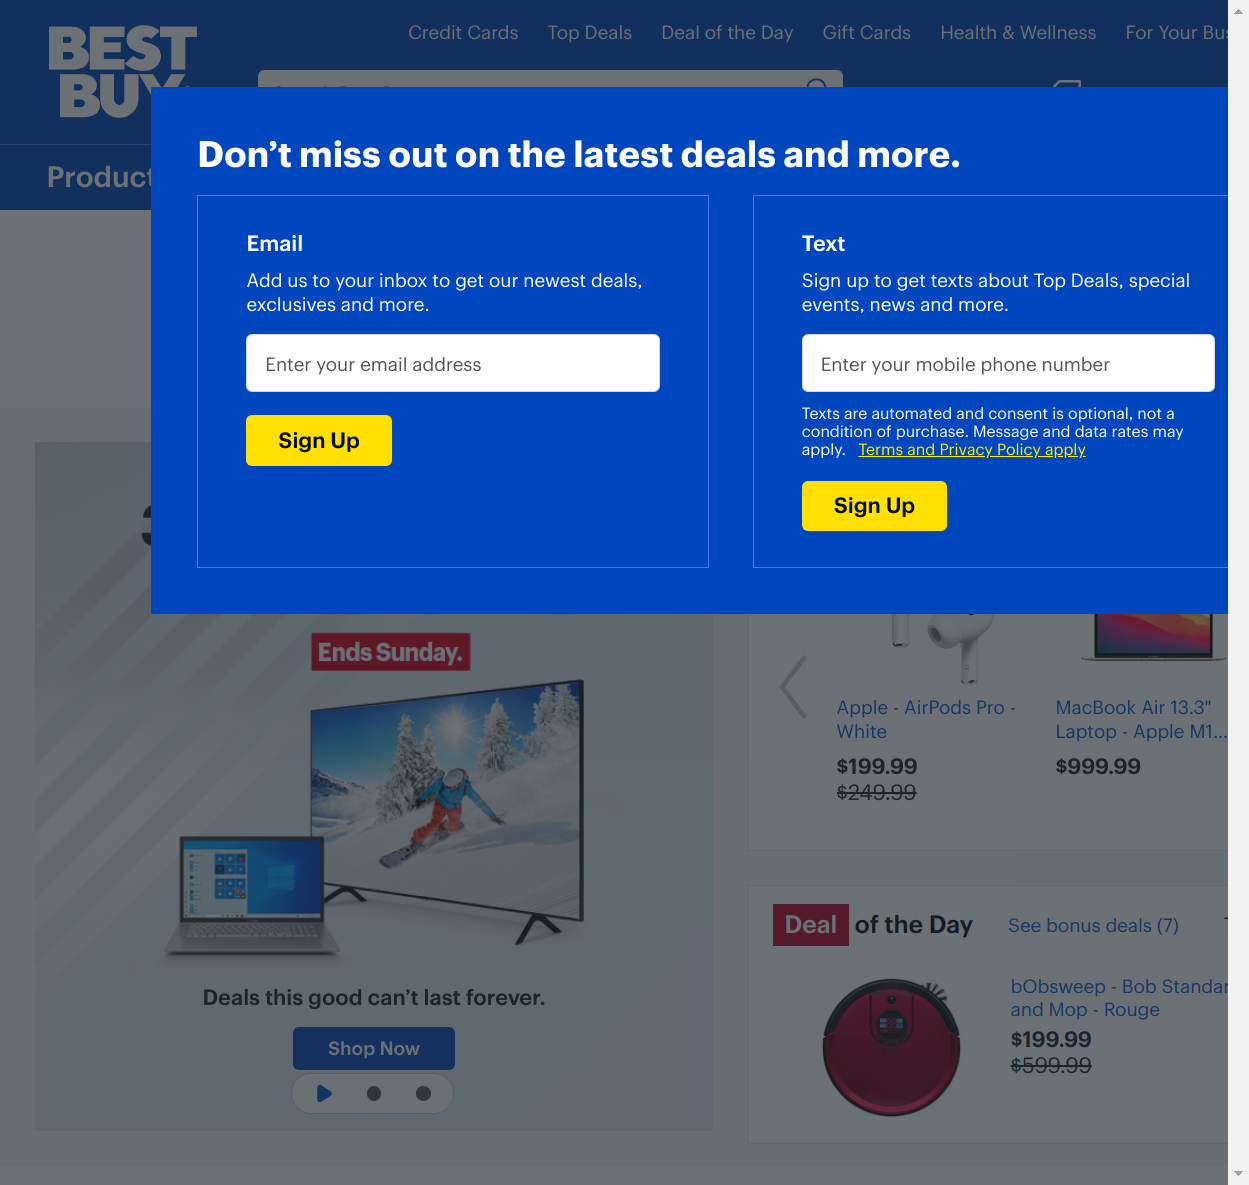 BEST
BUY
Credit Cards
Top Deals
Deal of the Day
Gift Cards
Health & Wellness
For Your Bus
Product
Don't miss out on the latest deals and more.
Email
Add us to your inbox to get our newest deals,
exclusives and more.
Enter your email address
Sign Up
Text
Sign up to get texts about Top Deals, special
events, news and more.
Enter your mobile phone number
Texts are automated and consent is optional, not a
condition of purchase. Message and data rates may
apply. Terms and Privacy Policy apply
Sign Up
Ends Sunday.
Deals this good can't last forever.
Shop Now
Apple - AirPods Pro -
White
$199.99
$249.99
MacBook Air 13.3"
Laptop - Apple M1...
$999.99
Deal of the Day
See bonus deals (7)
bObsweep - Bob Standar
and Mop - Rouge
$199.99
$599.99